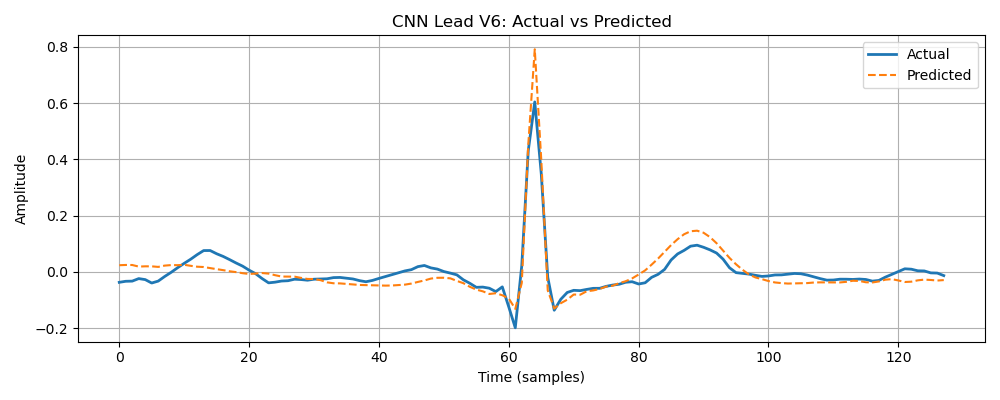 CNN Lead V6: Actual vs Predicted
Actual
Predicted
0.8
0.6
0.4
0.2
0.0
−0.2
Amplitude
0 20 40 60 80 100 120
Time (samples)